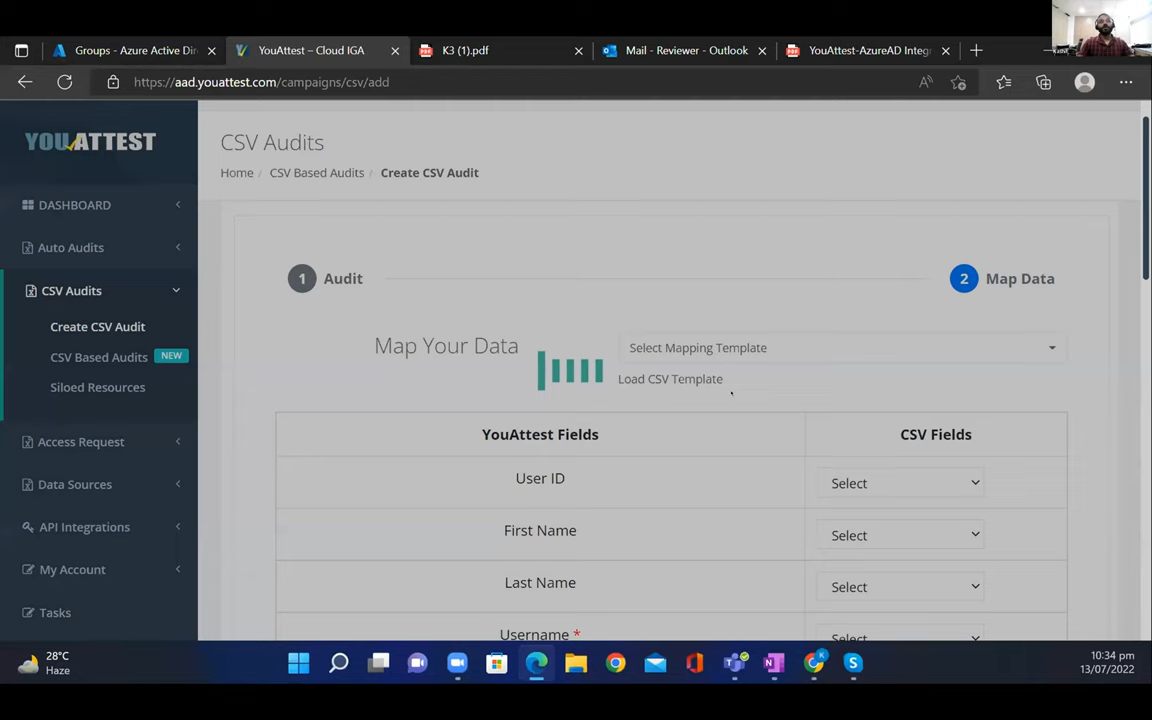 Groups - Azure Active Dir
YouAttest – Cloud IGA
K3 (1).pdf
Mail - Reviewer - Outlook
YouAttest-AzureAD Integr
https://aad.youattest.com/campaigns/csv/add
YOUATTEST
DASHBOARD
Auto Audits
CSV Audits
Create CSV Audit
CSV Based Audits NEW
Siloed Resources
Access Request
Data Sources
API Integrations
My Account
Tasks
CSV Audits
Home / CSV Based Audits / Create CSV Audit
1 Audit
2 Map Data
Map Your Data
Select Mapping Template
Load CSV Template
YouAttest Fields CSV Fields
User ID Select
First Name Select
Last Name Select
Username * Select
28°C
Haze
10:34 pm
13/07/2022